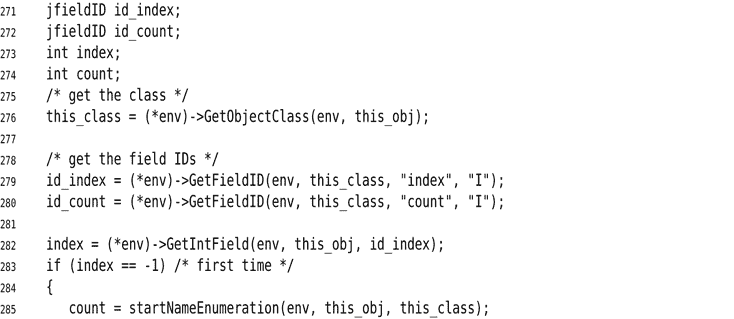 271 jfieldID id_index;
272 jfieldID id_count;
273 int index;
274 int count;
275 /* get the class */
276 this_class = (*env)->GetObjectClass(env, this_obj);
277
278 /* get the field IDs */
279 id_index = (*env)->GetFieldID(env, this_class, "index", "I");
280 id_count = (*env)->GetFieldID(env, this_class, "count", "I");
281
282 index = (*env)->GetIntField(env, this_obj, id_index);
283 if (index == -1) /* first time */
284 {
285 count = startNameEnumeration(env, this_obj, this_class);